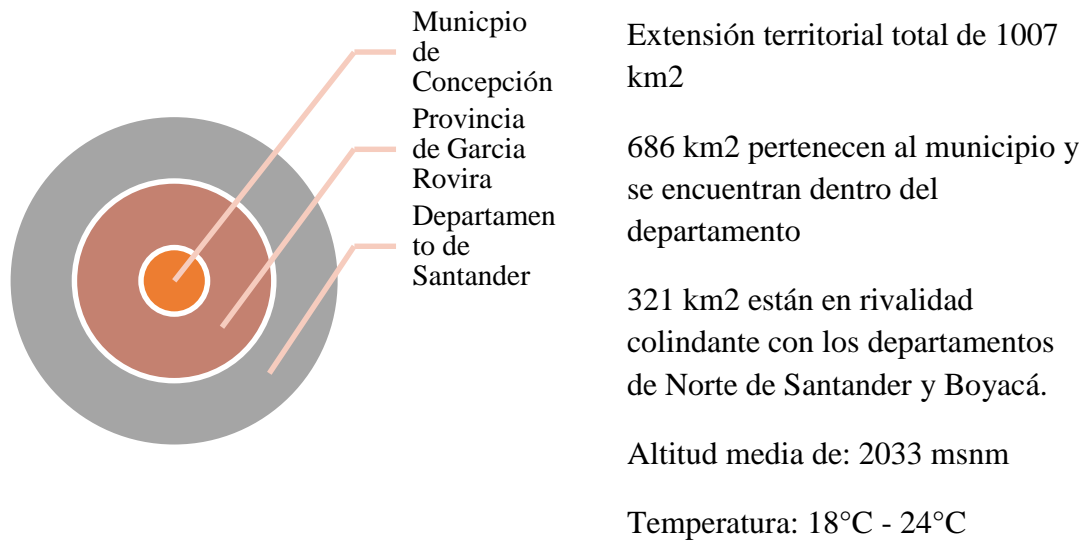 Municpio
de
Concepción
Provincia
de Garcia
Rovira
Departamen
to de
Santander
Extensión territorial total de 1007
km2
686 km2 pertenecen al municipio y
se encuentran dentro del
departamento
321 km2 están en rivalidad
colindante con los departamentos
de Norte de Santander y Boyacá.
Altitud media de: 2033 msnm
Temperatura: 18°C - 24°C